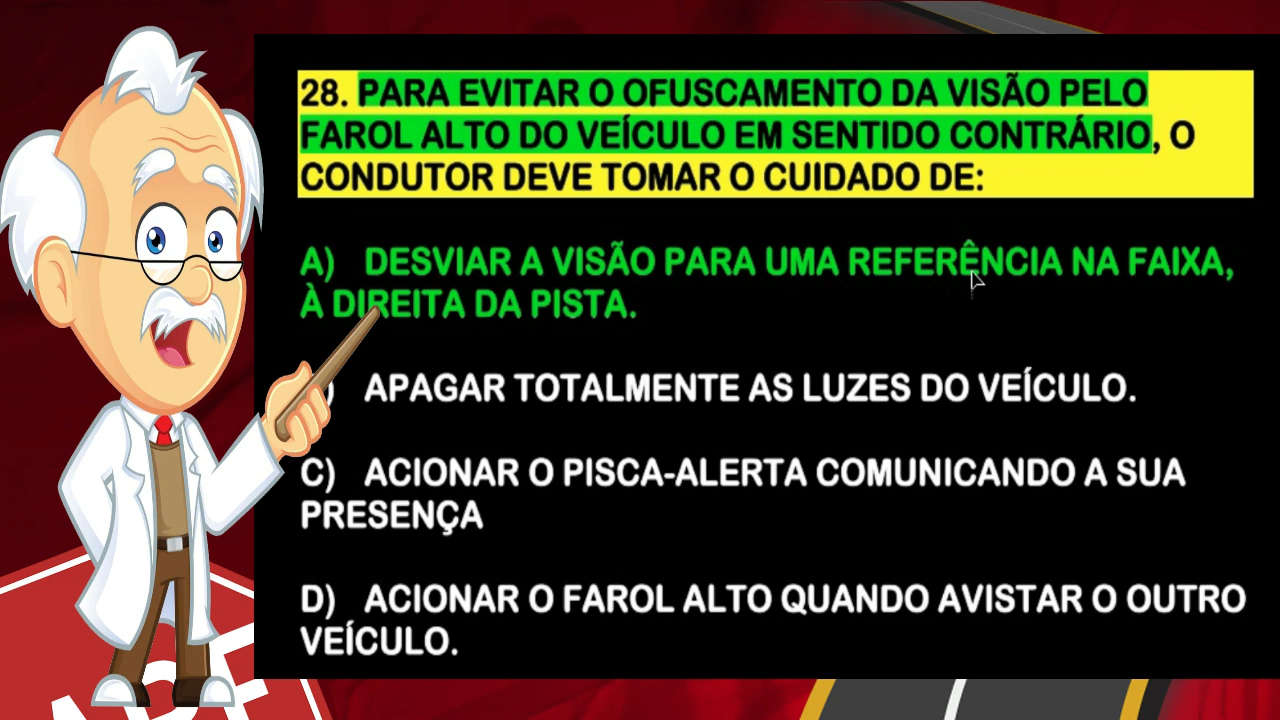 28. PARA EVITAR O OFUSCAMENTO DA VISÃO PELO
FAROL ALTO DO VEÍCULO EM SENTIDO CONTRÁRIO, O
CONDUTOR DEVE TOMAR O CUIDADO DE:
A) DESVIAR A VISÃO PARA UMA REFERÊNCIA NA FAIXA,
À DIREITA DA PISTA.
) APAGAR TOTALMENTE AS LUZES DO VEÍCULO.
C) ACIONAR O PISCA-ALERTA COMUNICANDO A SUA
PRESENÇA
D) ACIONAR O FAROL ALTO QUANDO AVISTAR O OUTRO
VEÍCULO.